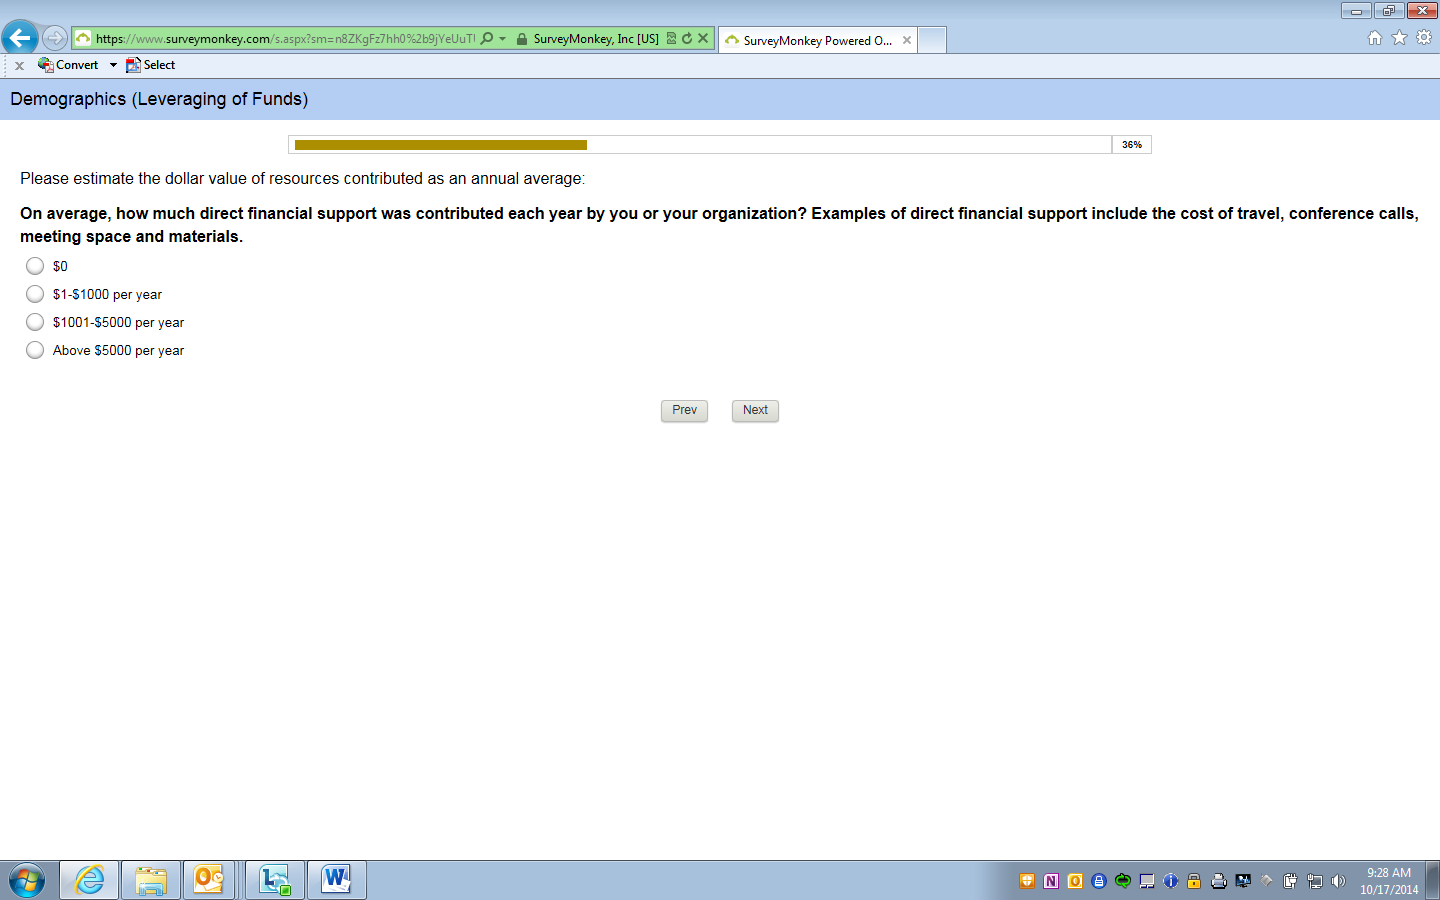 https://www.surveymonkey.com/s.aspx?sm=n8ZKgFz7hh0%2b9jYeUuT
SurveyMonkey, Inc [US]
SurveyMonkey Powered O...
Convert
Select
Demographics (Leveraging of Funds)
36%
Please estimate the dollar value of resources contributed as an annual average:
On average, how much direct financial support was contributed each year by you or your organization? Examples of direct financial support include the cost of travel, conference calls,
meeting space and materials.
$0
$1-$1000 per year
$1001-$5000 per year
Above $5000 per year
Prev
Next
9:28 AM
10/17/2014